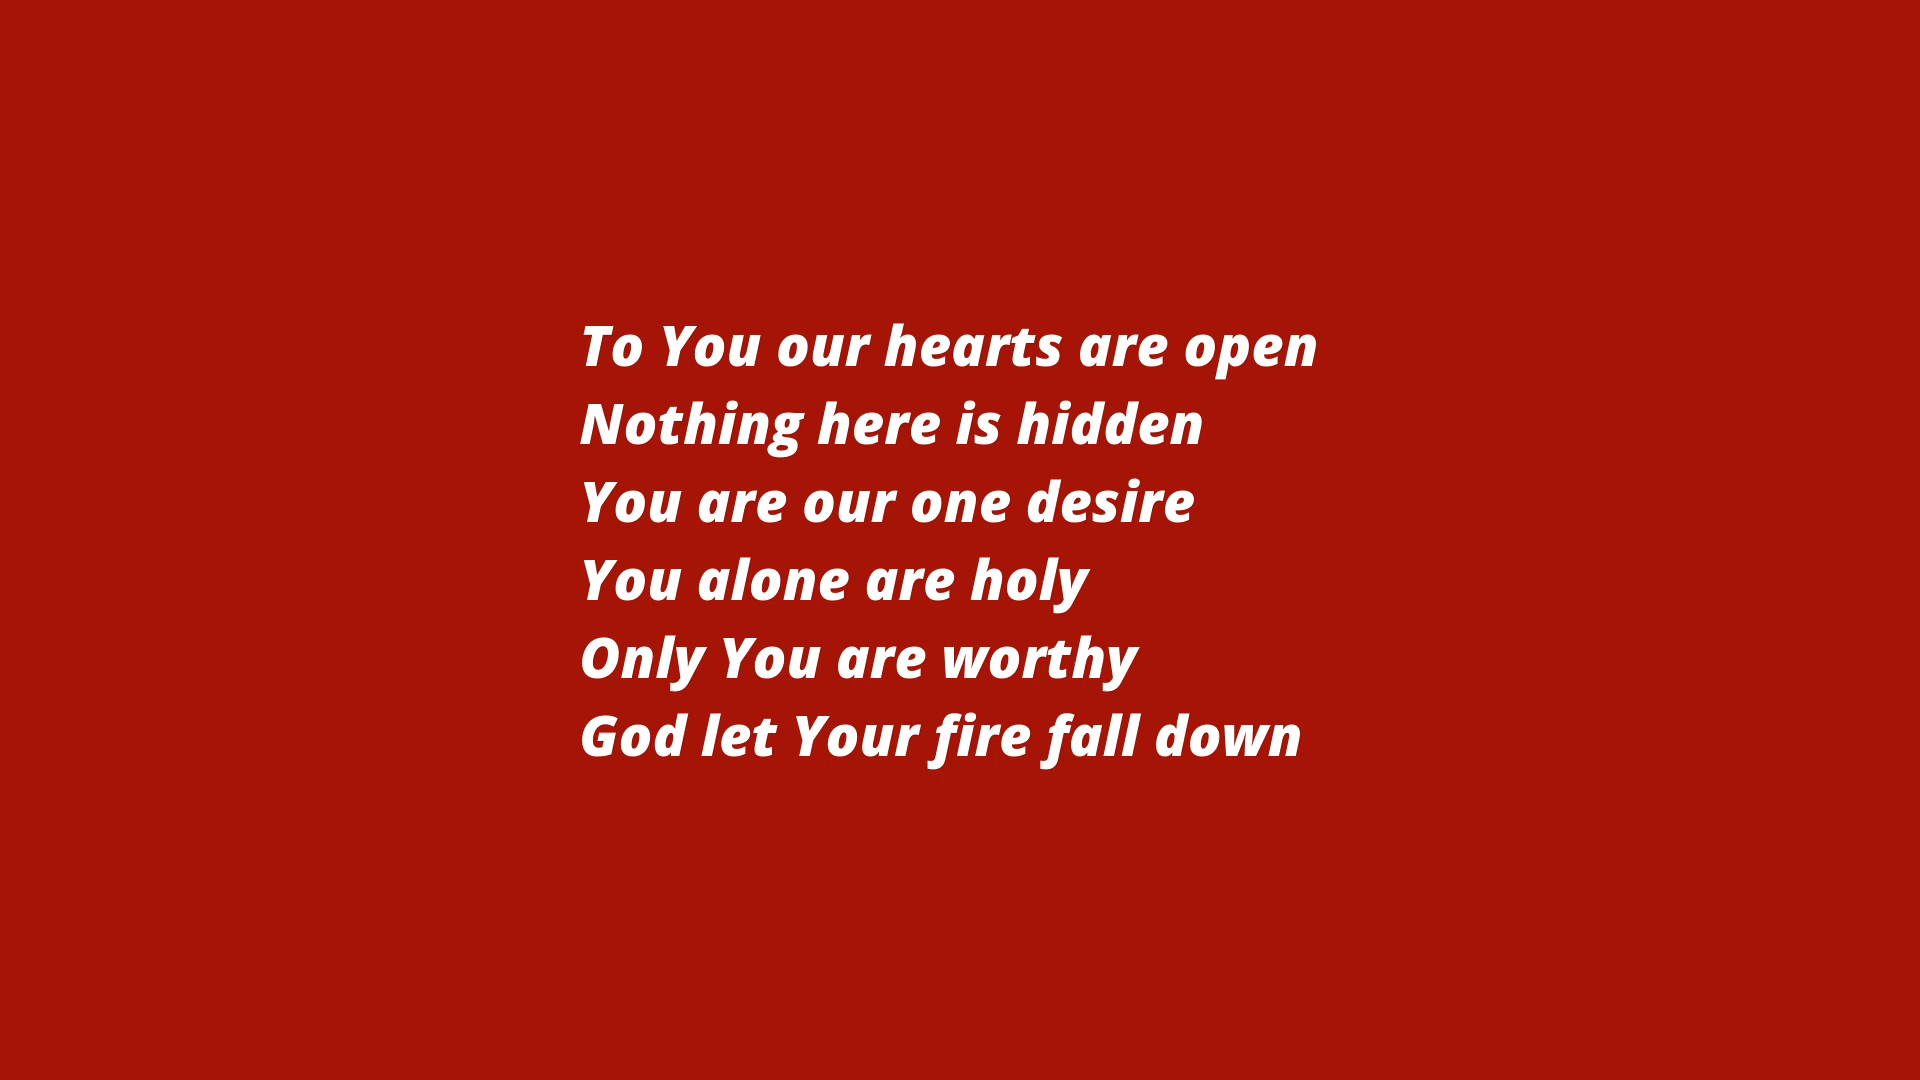 To You our hearts are open
Nothing here is hidden
You are our one desire
You alone are holy
Only You are worthy
God let Your fire fall down